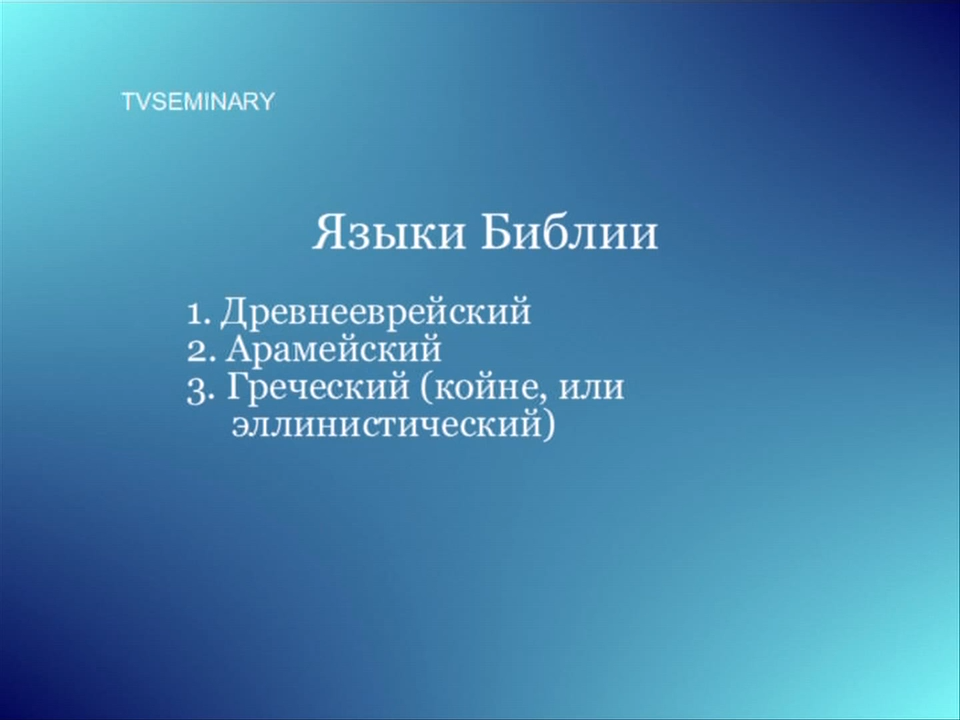 TVSEMINARY
Языки Библии
1. Древнееврейский
2. Арамейский
3. Греческий (койне, или
эллинистический)